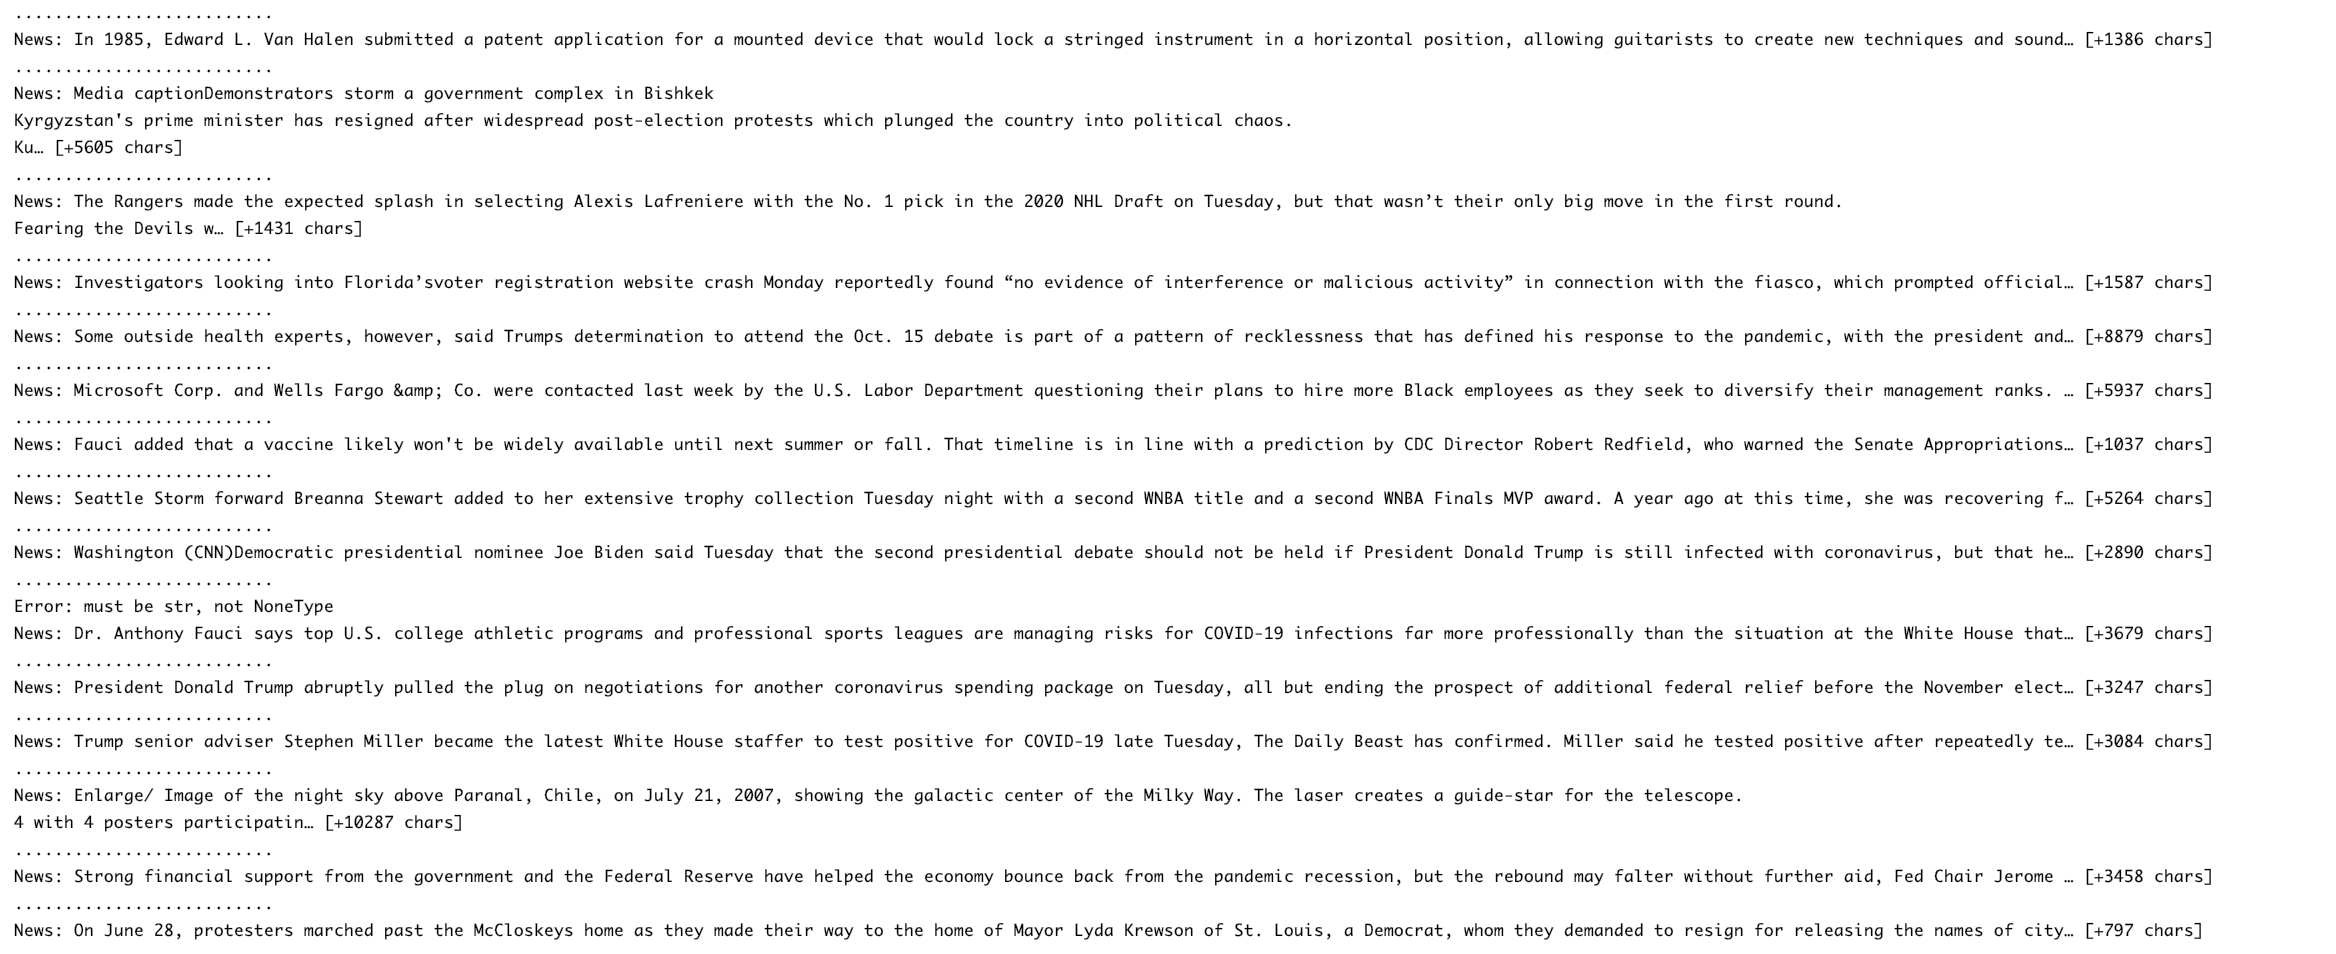 ..........................
News: In 1985, Edward L. Van Halen submitted a patent application for a mounted device that would lock a stringed instrument in a horizontal position, allowing guitarists to create new techniques and sound… [+1386 chars]
..........................
News: Media captionDemonstrators storm a government complex in Bishkek
Kyrgyzstan's prime minister has resigned after widespread post-election protests which plunged the country into political chaos.
Ku… [+5605 chars]
..........................
News: The Rangers made the expected splash in selecting Alexis Lafreniere with the No. 1 pick in the 2020 NHL Draft on Tuesday, but that wasn’t their only big move in the first round.
Fearing the Devils w… [+1431 chars]
..........................
News: Investigators looking into Florida’svoter registration website crash Monday reportedly found “no evidence of interference or malicious activity” in connection with the fiasco, which prompted official… [+1587 chars]
..........................
News: Some outside health experts, however, said Trumps determination to attend the Oct. 15 debate is part of a pattern of recklessness that has defined his response to the pandemic, with the president and… [+8879 chars]
..........................
News: Microsoft Corp. and Wells Fargo &amp; Co. were contacted last week by the U.S. Labor Department questioning their plans to hire more Black employees as they seek to diversify their management ranks. … [+5937 chars]
..........................
News: Fauci added that a vaccine likely won't be widely available until next summer or fall. That timeline is in line with a prediction by CDC Director Robert Redfield, who warned the Senate Appropriations… [+1037 chars]
..........................
News: Seattle Storm forward Breanna Stewart added to her extensive trophy collection Tuesday night with a second WNBA title and a second WNBA Finals MVP award. A year ago at this time, she was recovering f… [+5264 chars]
..........................
News: Washington (CNN)Democratic presidential nominee Joe Biden said Tuesday that the second presidential debate should not be held if President Donald Trump is still infected with coronavirus, but that he… [+2890 chars]
..........................
Error: must be str, not NoneType
News: Dr. Anthony Fauci says top U.S. college athletic programs and professional sports leagues are managing risks for COVID-19 infections far more professionally than the situation at the White House that… [+3679 chars]
..........................
News: President Donald Trump abruptly pulled the plug on negotiations for another coronavirus spending package on Tuesday, all but ending the prospect of additional federal relief before the November elect… [+3247 chars]
..........................
News: Trump senior adviser Stephen Miller became the latest White House staffer to test positive for COVID-19 late Tuesday, The Daily Beast has confirmed. Miller said he tested positive after repeatedly te… [+3084 chars]
..........................
News: Enlarge/ Image of the night sky above Paranal, Chile, on July 21, 2007, showing the galactic center of the Milky Way. The laser creates a guide-star for the telescope.
4 with 4 posters participatin… [+10287 chars]
..........................
News: Strong financial support from the government and the Federal Reserve have helped the economy bounce back from the pandemic recession, but the rebound may falter without further aid, Fed Chair Jerome … [+3458 chars]
..........................
News: On June 28, protesters marched past the McCloskeys home as they made their way to the home of Mayor Lyda Krewson of St. Louis, a Democrat, whom they demanded to resign for releasing the names of city… [+797 chars]